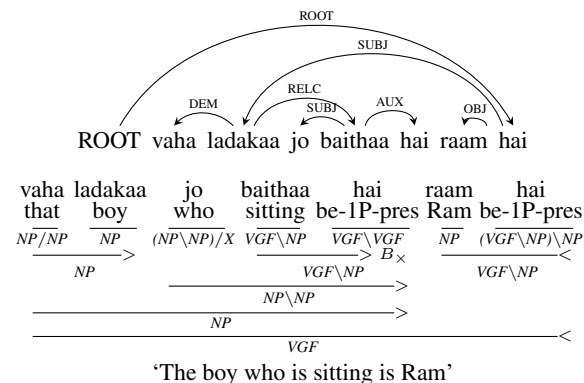 ROOT
SUBJ
DEM RELC SUBJ AUX OBJ
ROOT vaha ladakaa jo baithaa hai raam hai
vaha ladakaa jo baithaa hai raam hai
that boy who sitting be-1P-pres Ram be-1P-pres
NP/NP NP (NP\NP)/X VGF\NP VGF\VGF NP (VGF\NP)\NP
> > B× <
NP VGF\NP VGF\NP
>
NP\NP
>
NP
<
VGF
‘The boy who is sitting is Ram’